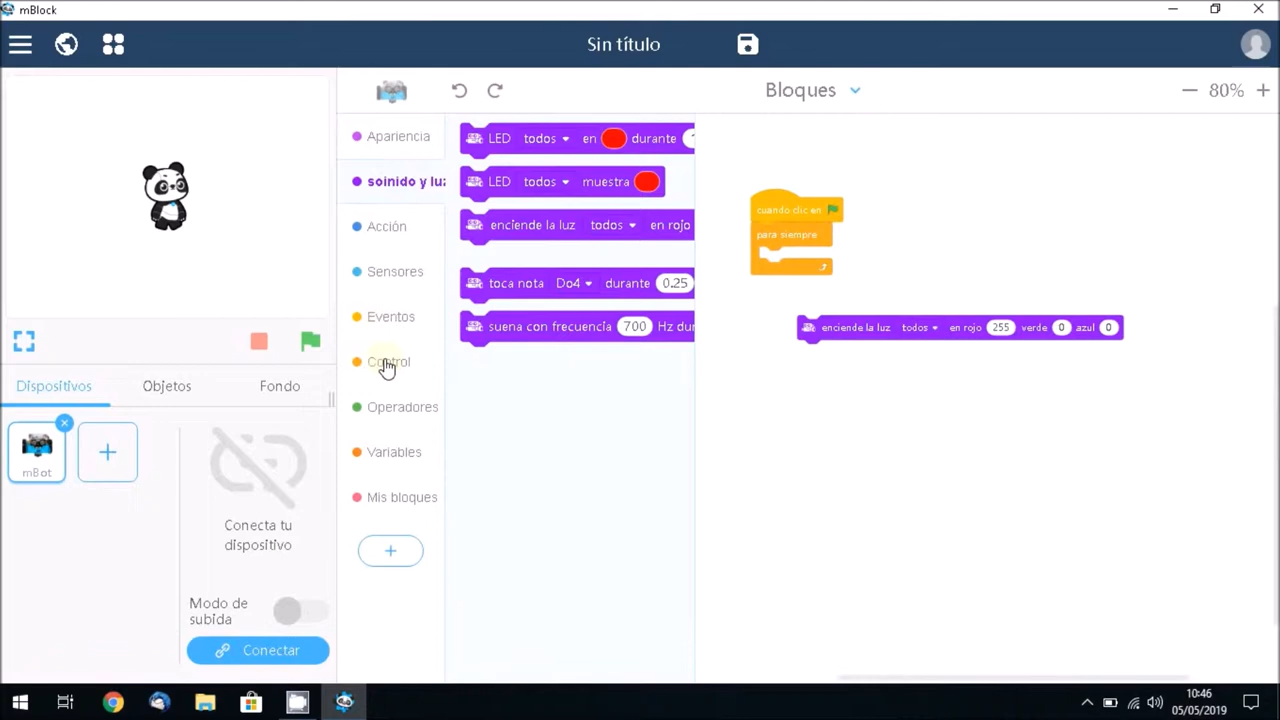 mBlock
Sin título
Bloques
80%
Apariencia
soinido y luz
Acción
Sensores
Eventos
Control
Operadores
Variables
Mis bloques
LED todos en durante
LED todos muestra
enciende la luz todos en rojo
toca nota Do4 durante 0.25
suena con frecuencia 700 Hz dur
cuando clic en
para siempre
enciende la luz todos en rojo 255 verde 0 azul 0
Dispositivos Objetos Fondo
mBot
Conecta tu
dispositivo
Modo de
subida
Conectar
10:46
05/05/2019